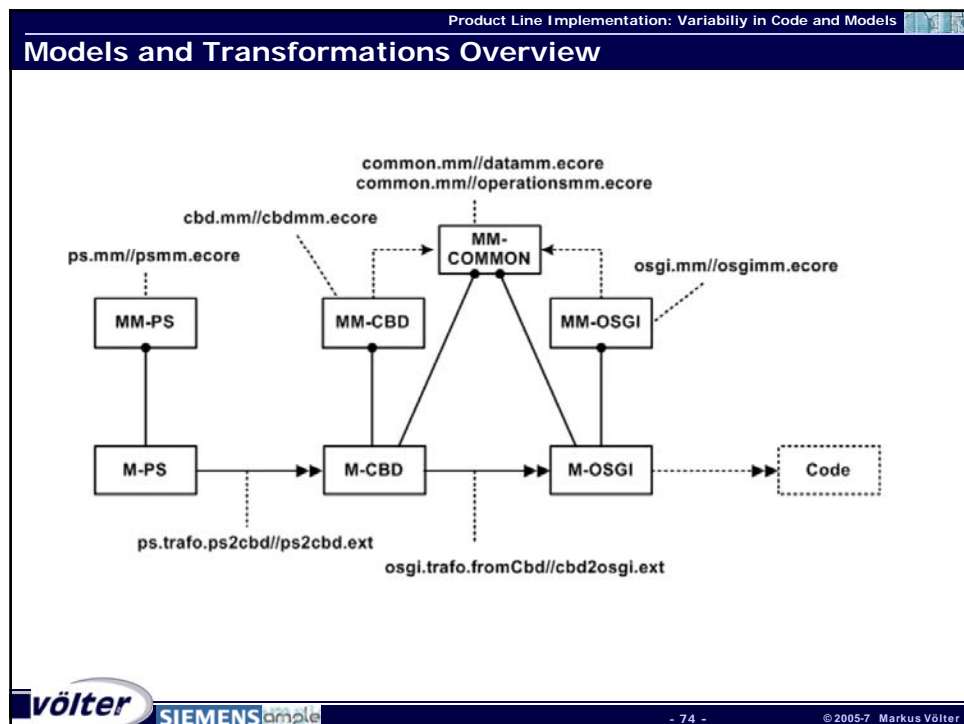 Product Line Implementation: Variabiliy in Code and Models
Models and Transformations Overview
common.mm//datamm.ecore
common.mm//operationsmm.ecore
cbd.mm//cbdmm.ecore
ps.mm//psmm.ecore
MM-
COMMON
osgi.mm//osgimm.ecore
MM-PS
MM-CBD
MM-OSGI
M-PS
M-CBD
M-OSGI
Code
ps.trafo.ps2cbd//ps2cbd.ext
osgi.trafo.fromCbd//cbd2osgi.ext
völter
SIEMENS
ample
- 74 -
© 2005-7 Markus Völter